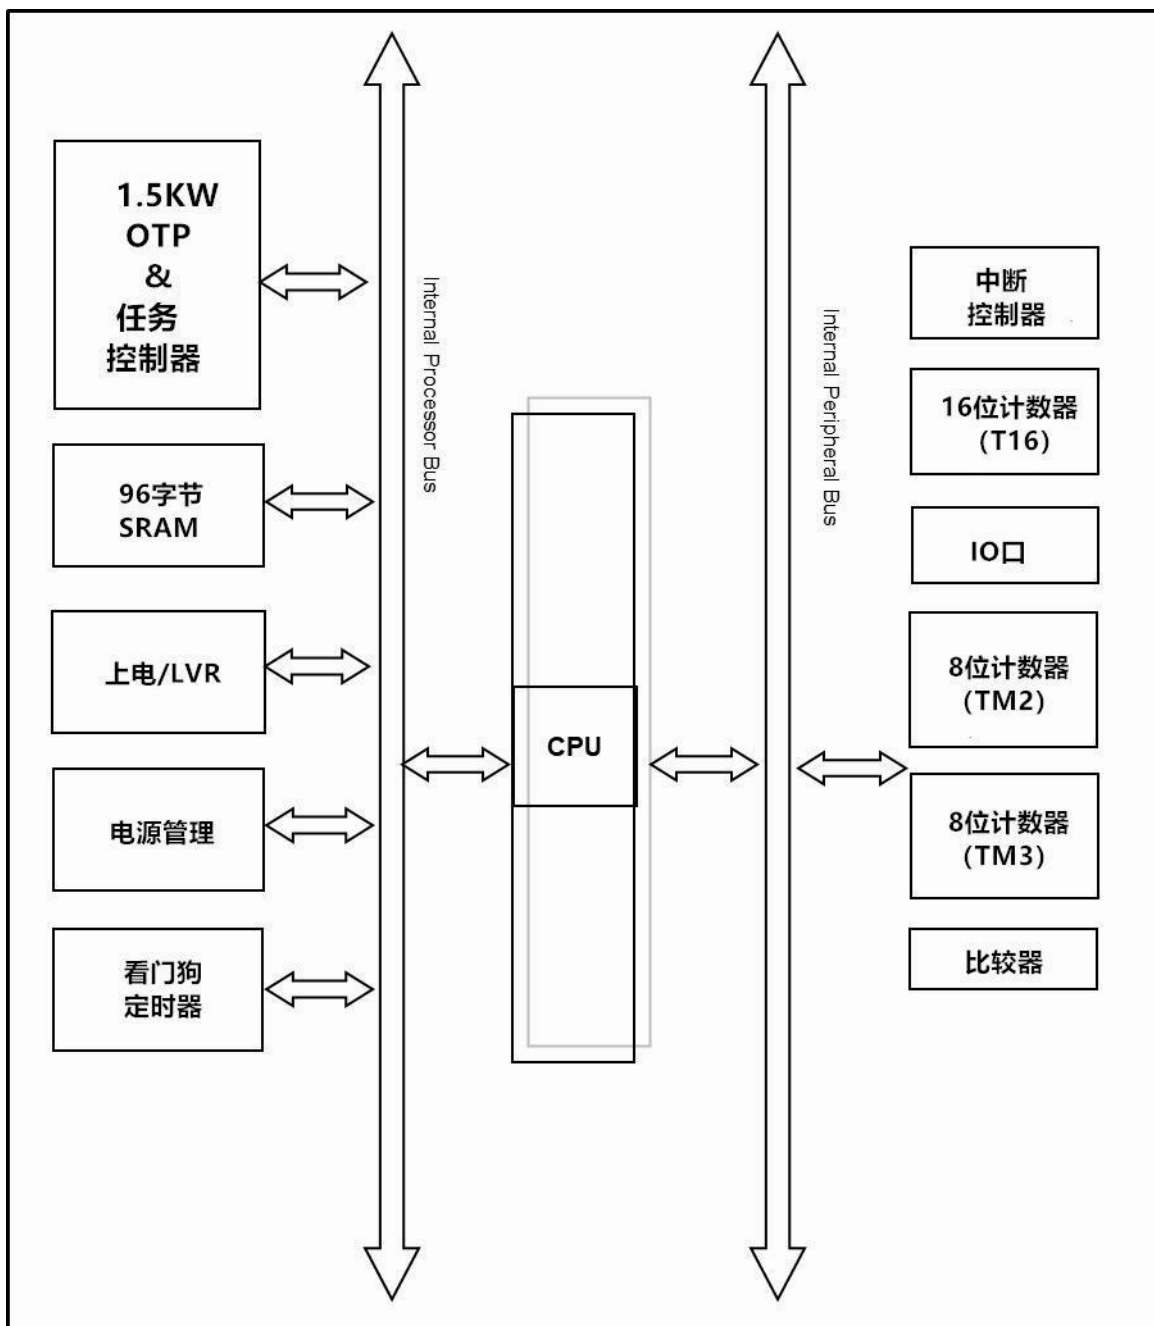 1.5KW
OTP
&
任务
控制器
96字节
SRAM
上电/LVR
电源管理
看门狗
定时器
Internal Processor Bus
CPU
Internal Peripheral Bus
中断
控制器
16位计数器
(T16)
IO口
8位计数器
(TM2)
8位计数器
(TM3)
比较器